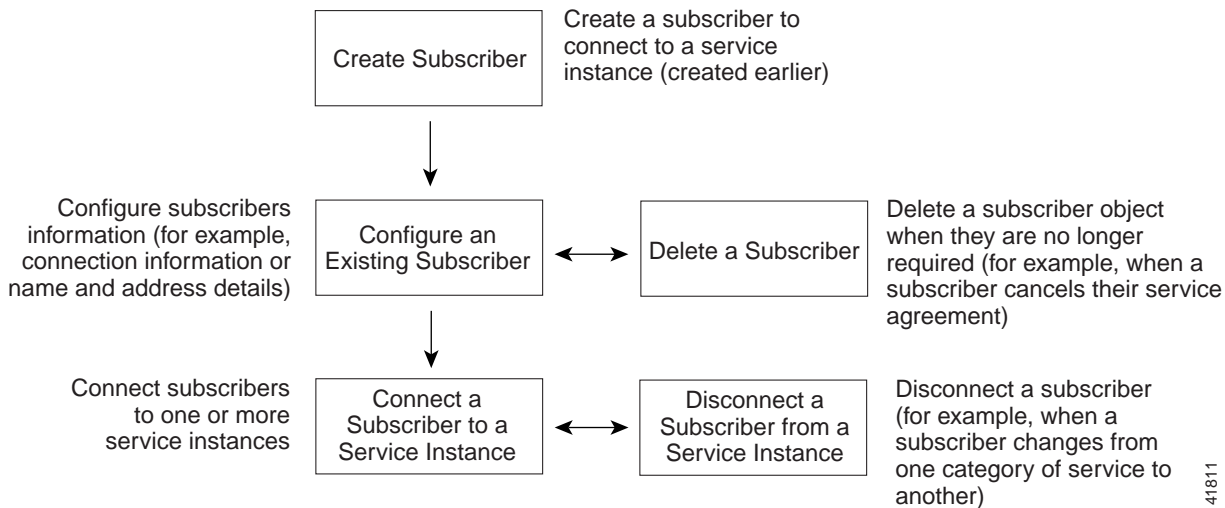 Create Subscriber
Create a subscriber to
connect to a service
instance (created earlier)
Configure subscribers
information (for example,
connection information or
name and address details)
Configure an
Existing Subscriber
Delete a Subscriber
Delete a subscriber object
when they are no longer
required (for example, when a
subscriber cancels their service
agreement)
Connect subscribers
to one or more
service instances
Connect a
Subscriber to a
Service Instance
Disconnect a
Subscriber from a
Service Instance
Disconnect a subscriber
(for example, when a
subscriber changes from
one category of service to
another)
41811